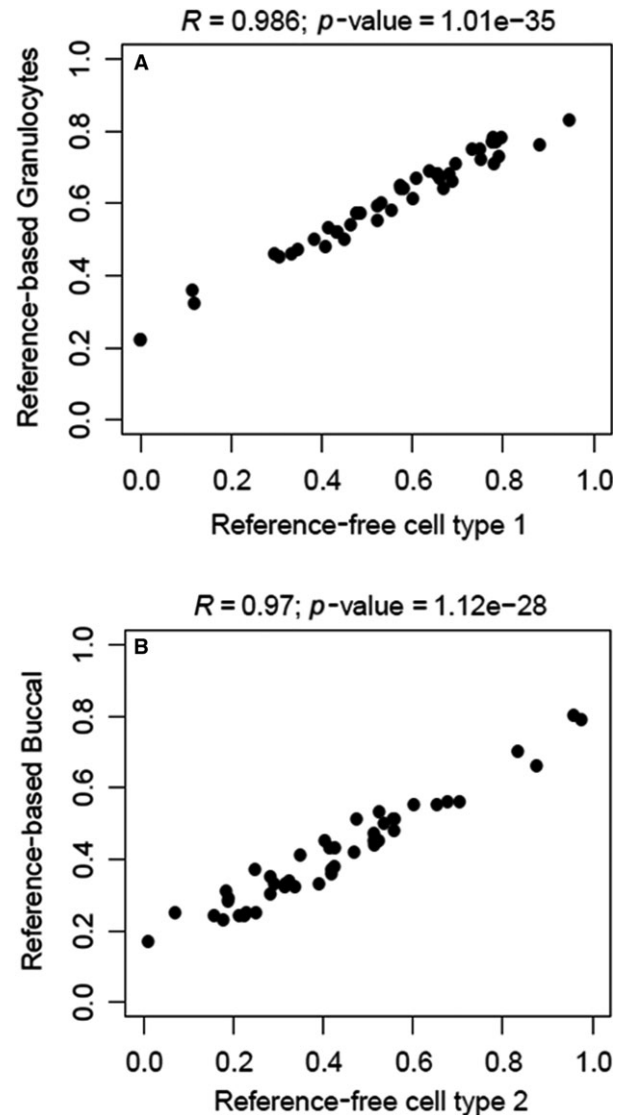 R = 0.986; p-value = 1.01e−35
A
Reference-based Granulocytes
1.0
0.8
0.6
0.4
0.2
0.0
0.0 0.2 0.4 0.6 0.8 1.0
Reference-free cell type 1
R = 0.97; p-value = 1.12e−28
B
Reference-based Buccal
1.0
0.8
0.6
0.4
0.2
0.0
0.0 0.2 0.4 0.6 0.8 1.0
Reference-free cell type 2